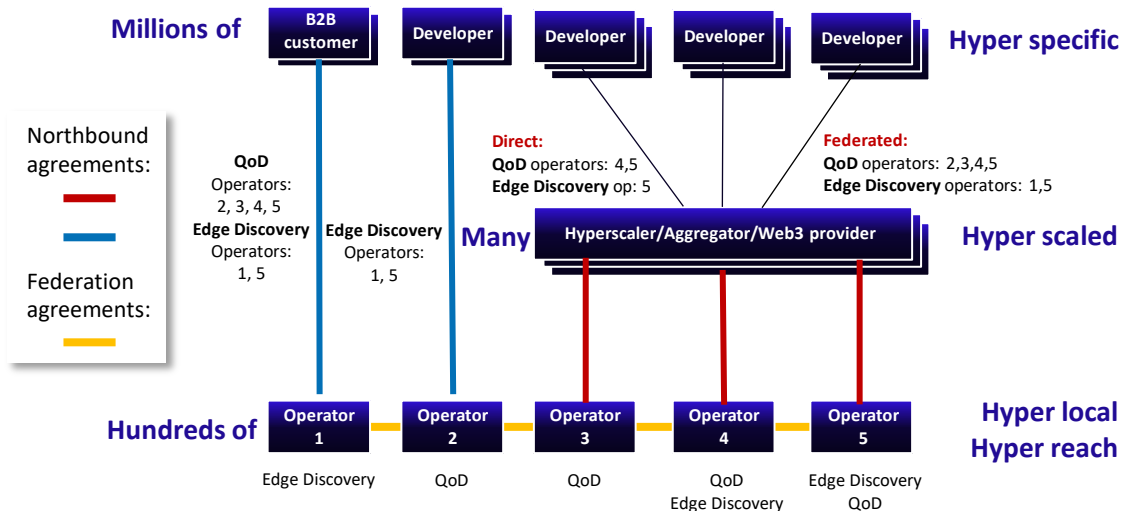 Millions of
B2B
customer
Developer
Developer
Developer
Developer
Hyper specific
Northbound
agreements:
Federation
agreements:
QoD
Operators:
2, 3, 4, 5
Edge Discovery
Operators:
1, 5
Edge Discovery
Operators:
1, 5
Direct:
QoD operators: 4,5
Edge Discovery op: 5
Federated:
QoD operators: 2,3,4,5
Edge Discovery operators: 1,5
Many
Hyperscaler/Aggregator/Web3 provider
Hyper scaled
Hundreds of
Operator
1
Operator
2
Operator
3
Operator
4
Operator
5
Hyper local
Hyper reach
Edge Discovery
QoD
QoD
QoD
Edge Discovery
Edge Discovery
QoD